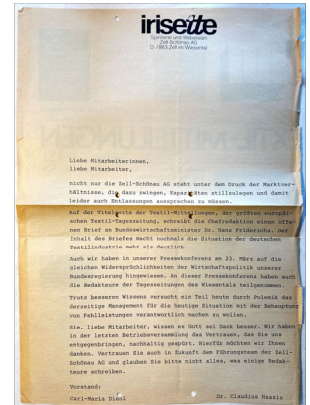 irisette
Spinnerei und Weberei
Zell-Schönau AG
D-7863 Zell im Wiesental
Liebe Mitarbeiterinnen,
liebe Mitarbeiter,
nicht nur die Zell-Schönau AG steht unter dem Druck der Marktver-
hältnisse, die dazu zwingen, Kapazitäten stillzulegen und damit
leider auch Entlassungen aussprechen zu müssen.
Auf der Titelseite der Textil-Mitteilungen, der größten europäi-
schen Textil-Tageszeitung, schreibt die Chefredaktion einen offe-
nen Brief an Bundeswirtschaftsminister Dr. Hans Friderichs. Der
Inhalt des Briefes macht nochmals die Situation der deutschen
Textilindustrie mehr als deutlich.
Auch wir haben in unserer Pressekonferenz am 23. März auf die
gleichen Widersprüchlichkeiten der Wirtschaftspolitik unserer
Bundesregierung hingewiesen. An dieser Pressekonferenz haben auch
die Redakteure der Tageszeitungen des Wiesentals teilgenommen.
Trotz besseren Wissens versucht ein Teil heute durch Polemik das
derzeitige Management für die heutige Situation mit der Behauptung
von Fehlleistungen verantwortlich machen zu wollen.
Sie, liebe Mitarbeiter, wissen es Gott sei Dank besser. Wir haben
in der letzten Betriebsversammlung das Vertrauen, das Sie uns
entgegenbringen, nachhaltig gespürt. Hierfür möchten wir Ihnen
danken. Vertrauen Sie auch in Zukunft dem Führungsteam der Zell-
Schönau AG und glauben Sie bitte nicht alles, was einige Redak-
teure schreiben.
Vorstand:
Carl-Maria Dienl Dr. Claudius Hassis